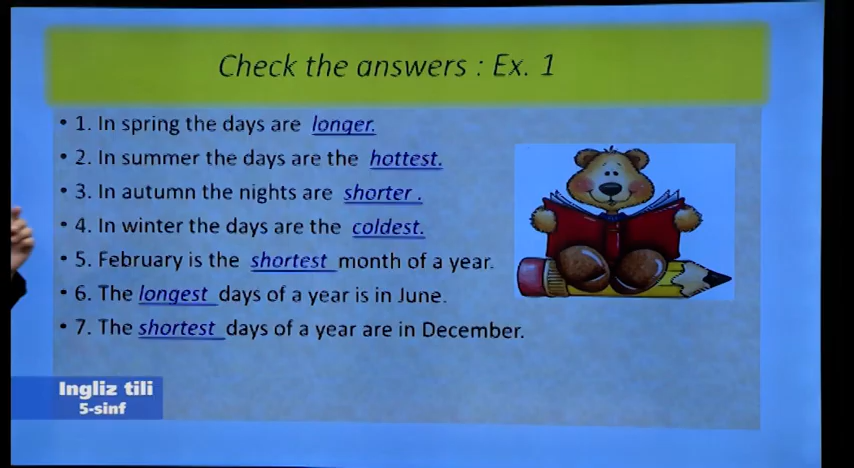 Check the answers : Ex. 1
• 1. In spring the days are longer.
• 2. In summer the days are the hottest.
• 3. In autumn the nights are shorter .
• 4. In winter the days are the coldest.
• 5. February is the shortest month of a year.
• 6. The longest days of a year is in June.
• 7. The shortest days of a year are in December.
Ingliz tili
5-sinf